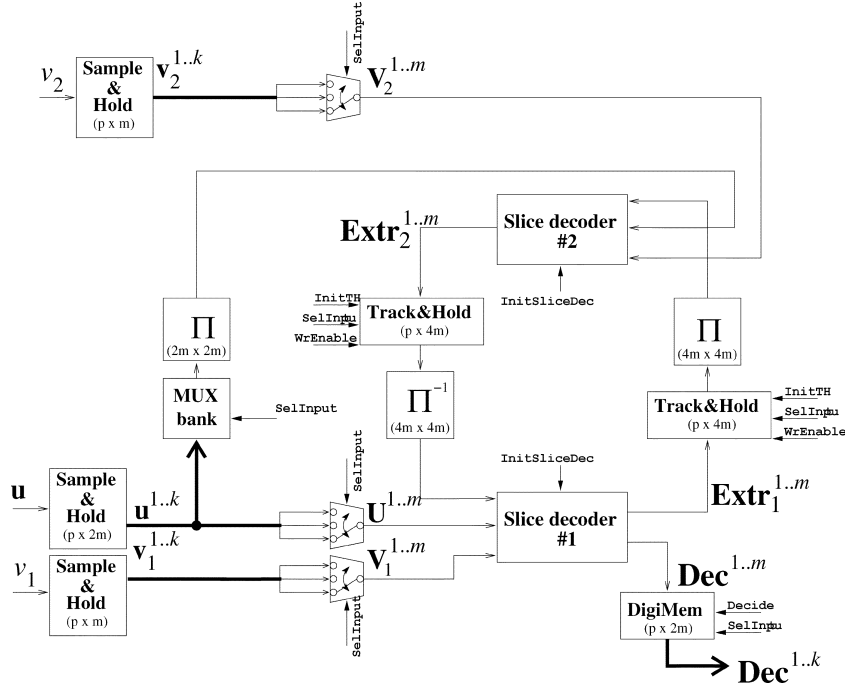 SelInput
v2
Sample
&
Hold
(p x m)
v2^1..k
V2^1..m
Extr2^1..m
Slice decoder
#2
InitSliceDec
InitTH
SelInput
WrEnable
Track&Hold
(p x 4m)
Π
(2m x 2m)
Π
(4m x 4m)
MUX
bank
SelInput
Π^-1
(4m x 4m)
Track&Hold
(p x 4m)
InitTH
SelInput
WrEnable
u
Sample
&
Hold
(p x 2m)
u^1..k
SelInput
U^1..m
InitSliceDec
Slice decoder
#1
Extr1^1..m
v1
Sample
&
Hold
(p x m)
v1^1..k
V1^1..m
SelInput
Dec^1..m
DigiMem
(p x 2m)
Decide
SelInput
Dec^1..k